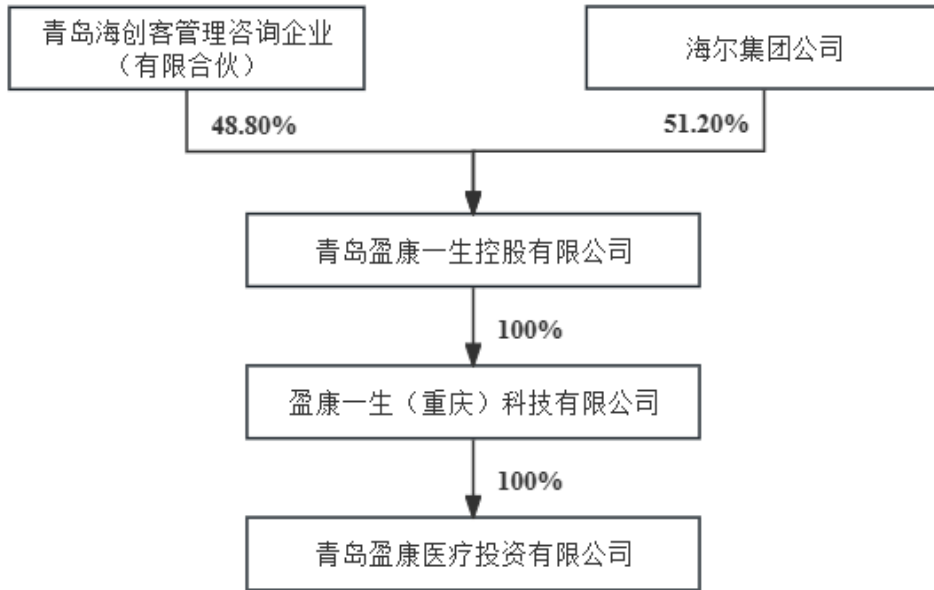 青岛海创客管理咨询企业
（有限合伙）
海尔集团公司
48.80%
51.20%
青岛盈康一生控股有限公司
100%
盈康一生（重庆）科技有限公司
100%
青岛盈康医疗投资有限公司